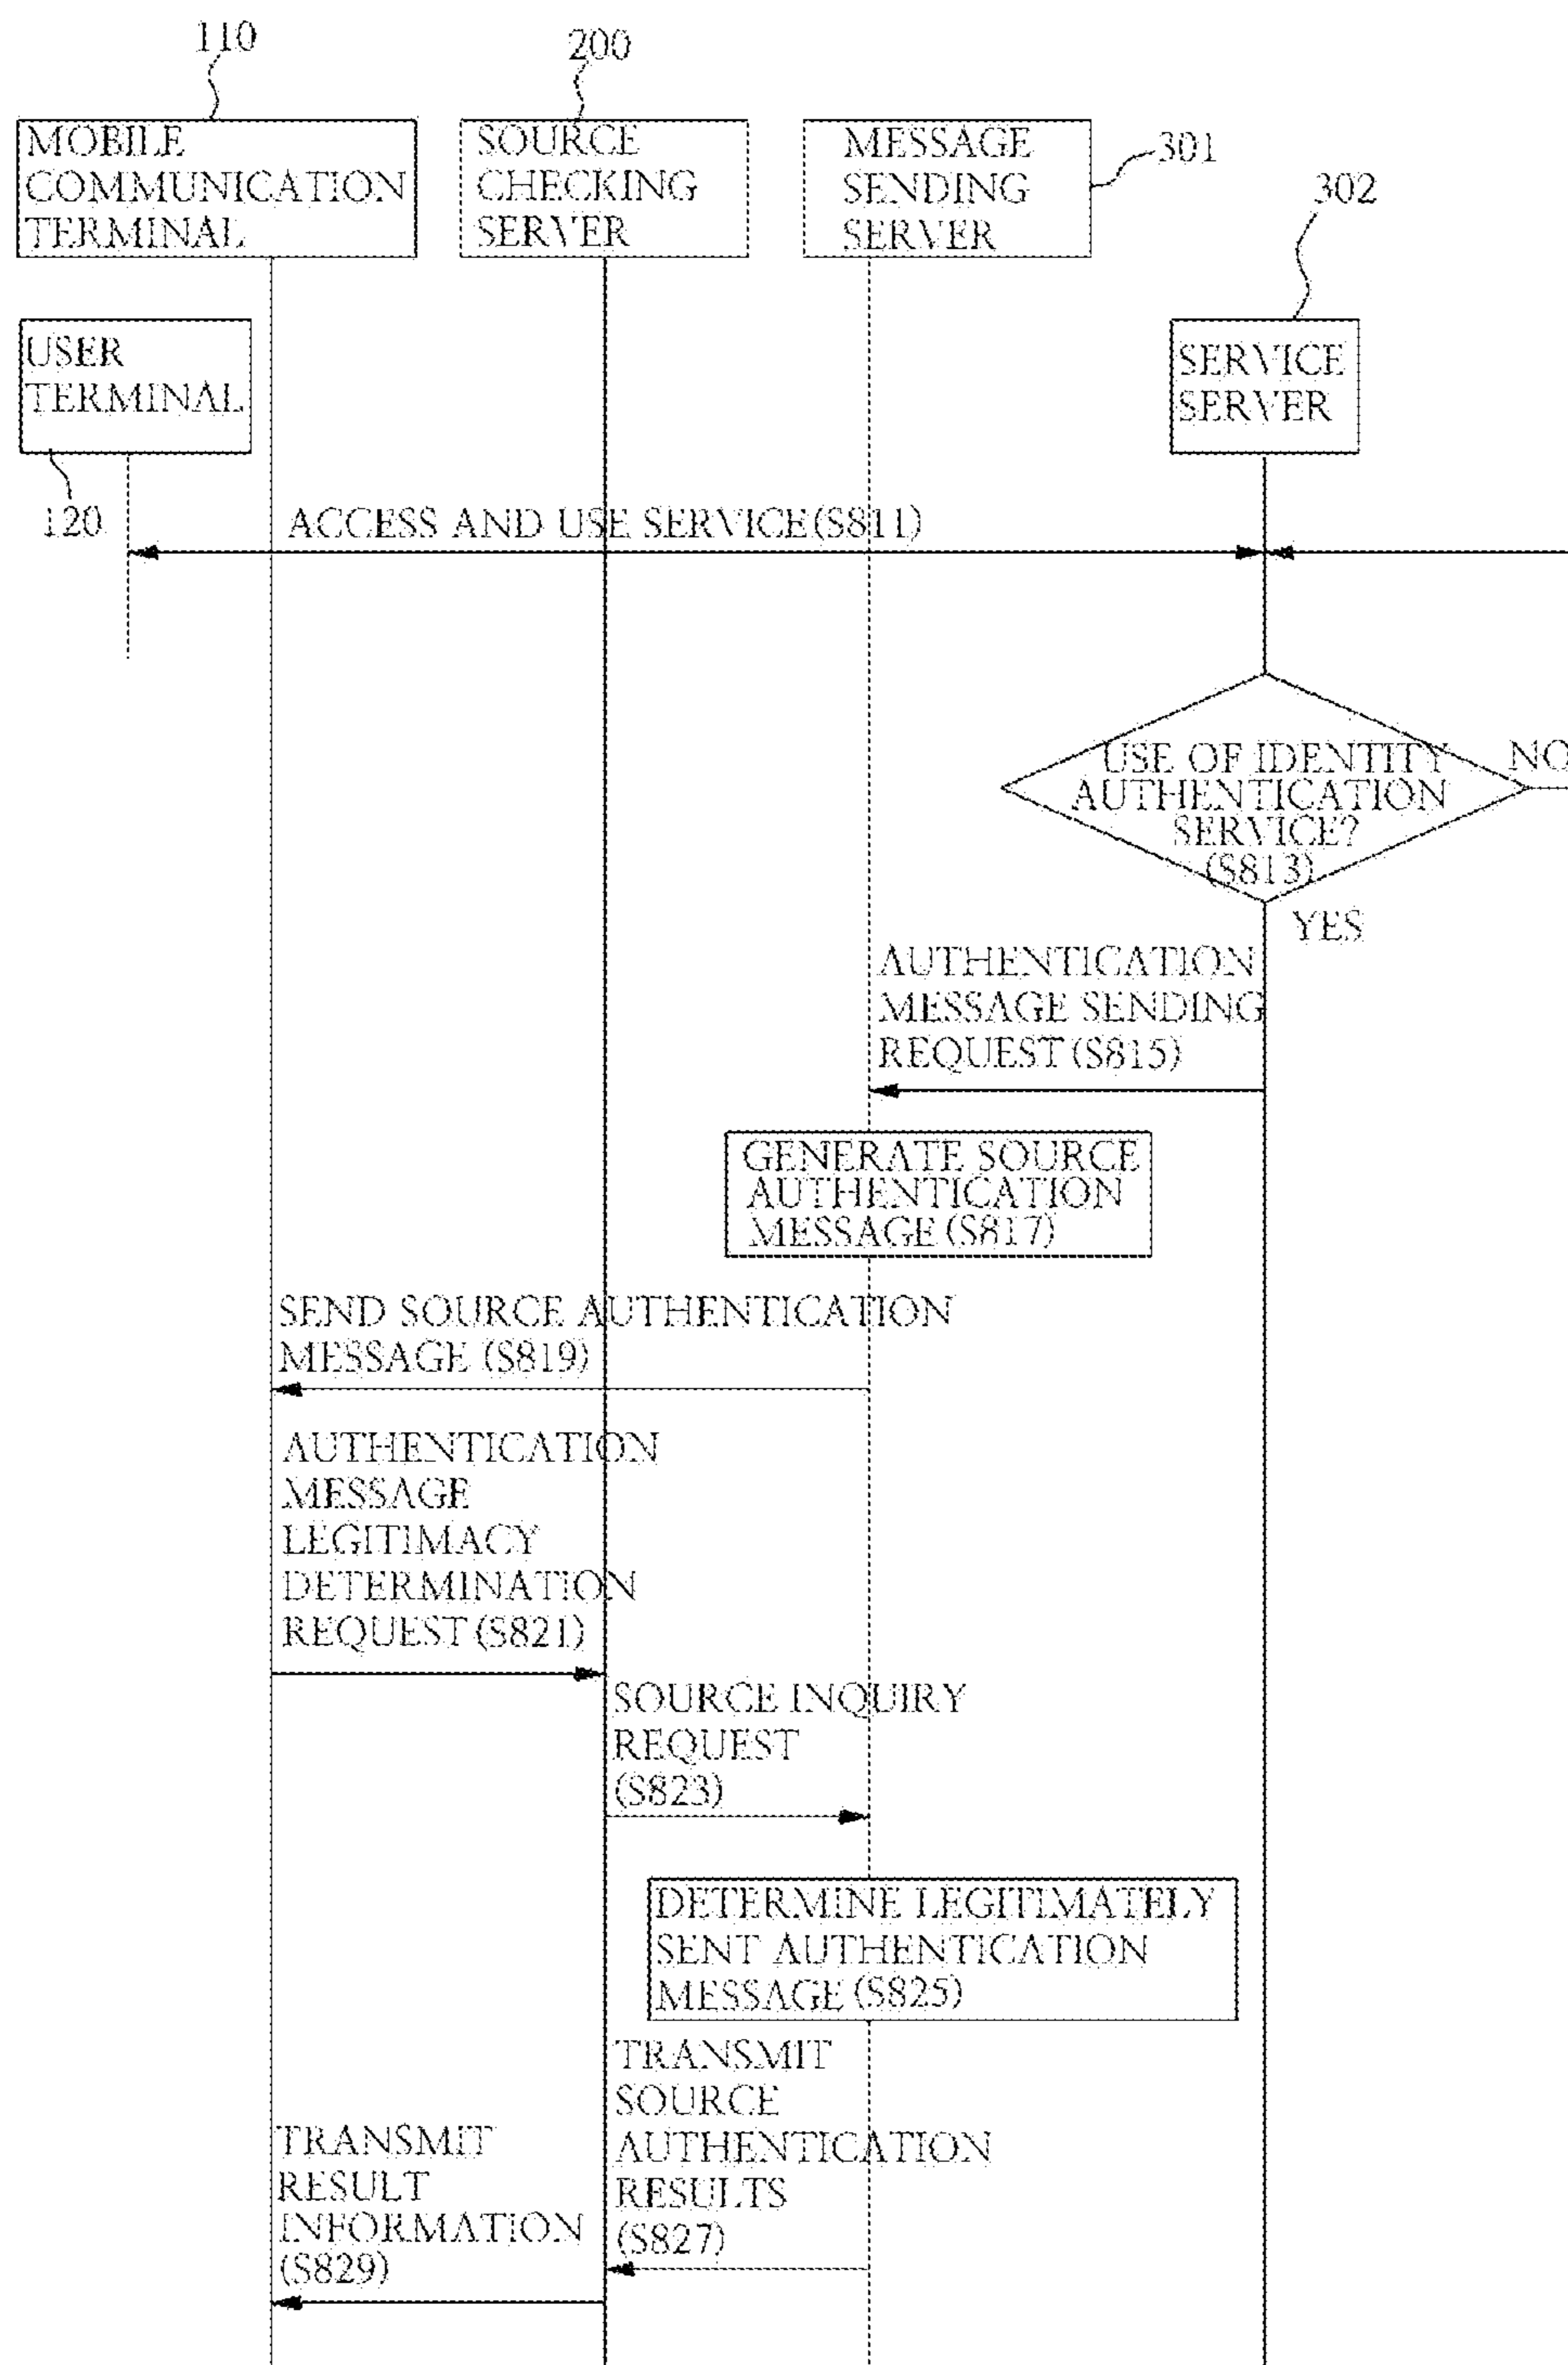 110
200
MOBILE
COMMUNICATION
TERMINAL
SOURCE
CHECKING
SERVER
MESSAGE
SENDING
SERVER
301
302
USER
TERMINAL
SERVICE
SERVER
120
ACCESS AND USE SERVICE(S811)
USE OF IDENTITY
AUTHENTICATION
SERVICE?
(S813)
NO
YES
AUTHENTICATION
MESSAGE SENDING
REQUEST(S815)
GENERATE SOURCE
AUTHENTICATION
MESSAGE (S817)
SEND SOURCE AUTHENTICATION
MESSAGE (S819)
AUTHENTICATION
MESSAGE
LEGITIMACY
DETERMINATION
REQUEST(S821)
SOURCE INQUIRY
REQUEST
(S823)
DETERMINE LEGITIMATELY
SENT AUTHENTICATION
MESSAGE (S825)
TRANSMIT
SOURCE
AUTHENTICATION
RESULTS
(S827)
TRANSMIT
RESULT
INFORMATION
(S829)